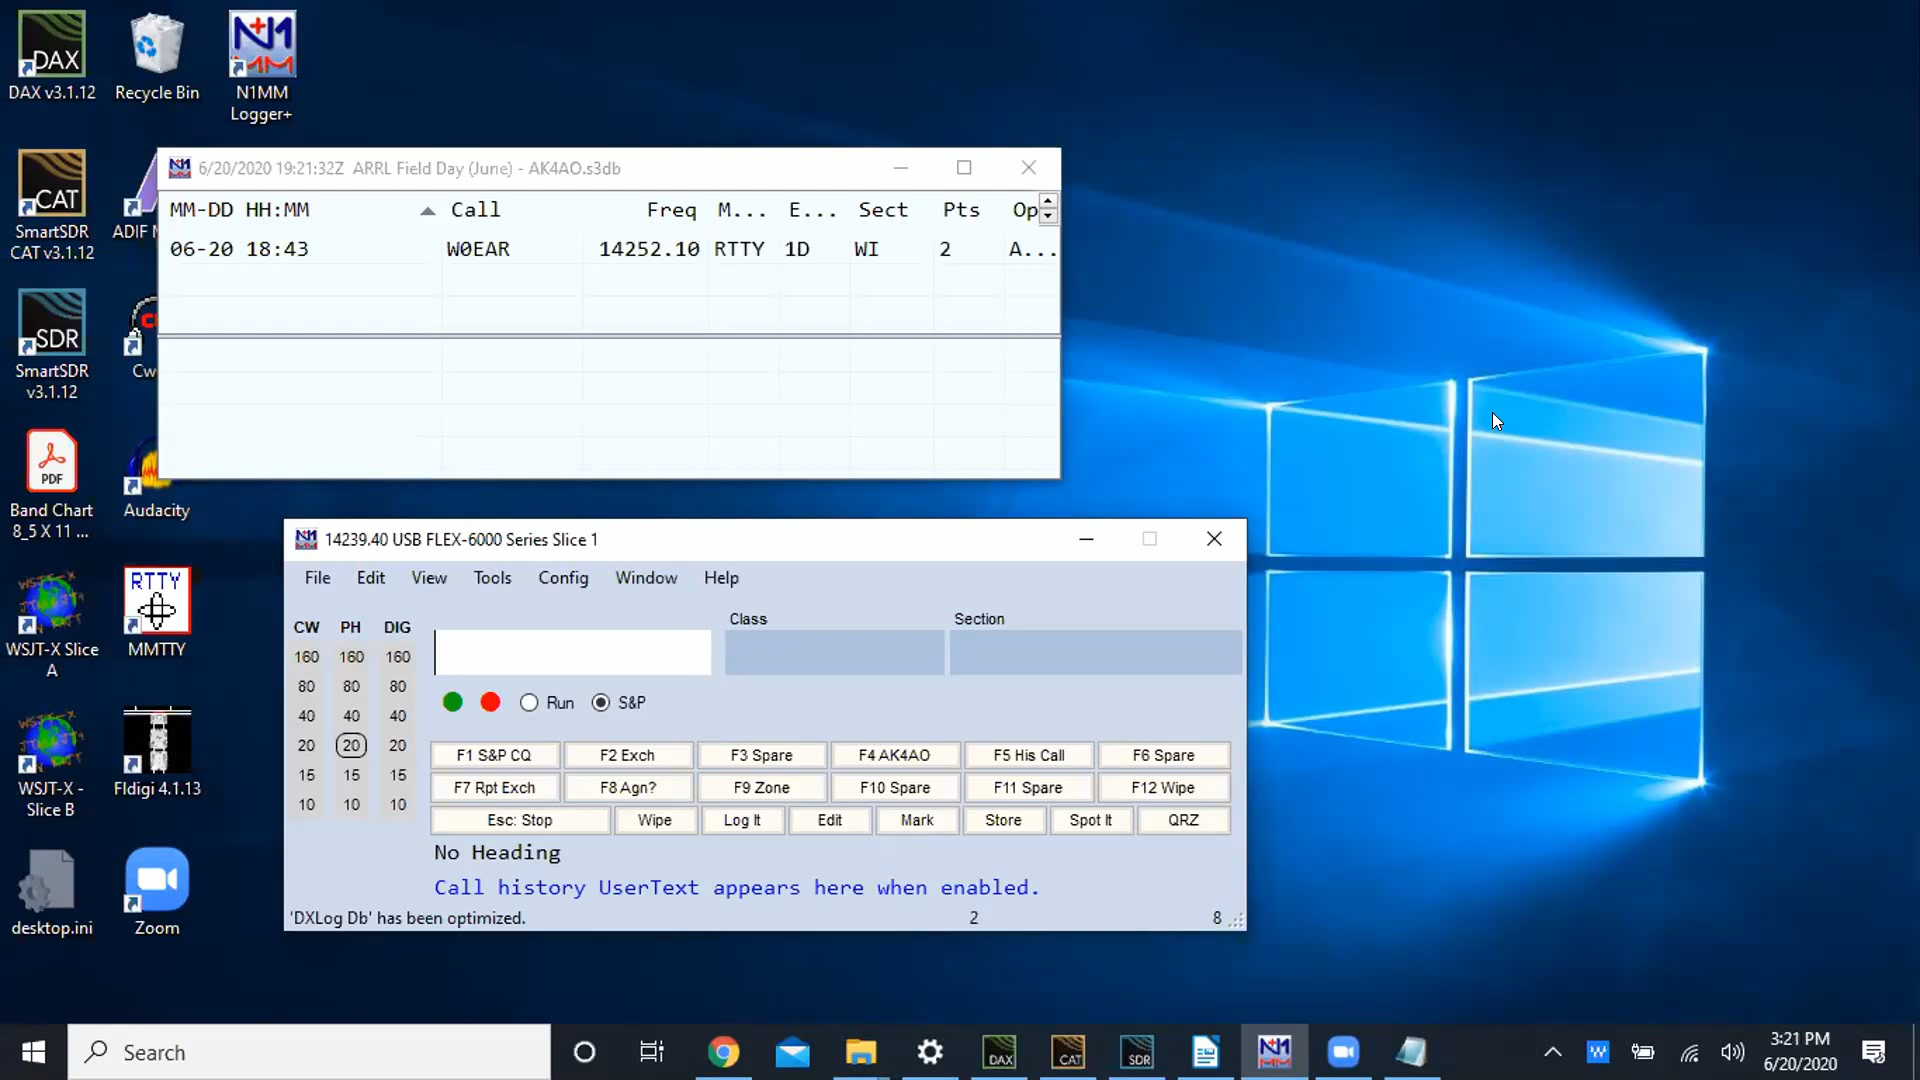 DAX
DAX v3.1.12
Recycle Bin
N1MM
Logger+
CAT
SmartSDR
CAT v3.1.12
ADIF
SDR
SmartSDR
v3.1.12
PDF
Band Chart
8_5 X 11 ...
Audacity
WSJT-X Slice
A
RTTY
MMTTY
WSJT-X -
Slice B
Fldigi 4.1.13
desktop.ini
Zoom
6/20/2020 19:21:32Z ARRL Field Day (June) - AK4AO.s3db
MM-DD HH:MM Call Freq M... E... Sect Pts Op
06-20 18:43 W0EAR 14252.10 RTTY 1D WI 2 A...
14239.40 USB FLEX-6000 Series Slice 1
File Edit View Tools Config Window Help
Class Section
CW PH DIG
160 160 160
80 80 80
40 40 40
20 20 20
15 15 15
10 10 10
Run S&P
F1 S&P CQ F2 Exch F3 Spare F4 AK4AO F5 His Call F6 Spare
F7 Rpt Exch F8 Agn? F9 Zone F10 Spare F11 Spare F12 Wipe
Esc: Stop Wipe Log It Edit Mark Store Spot It QRZ
No Heading
Call history UserText appears here when enabled.
'DXLog Db' has been optimized. 2 8
Search
DAX
CAT
SDR
3:21 PM
6/20/2020